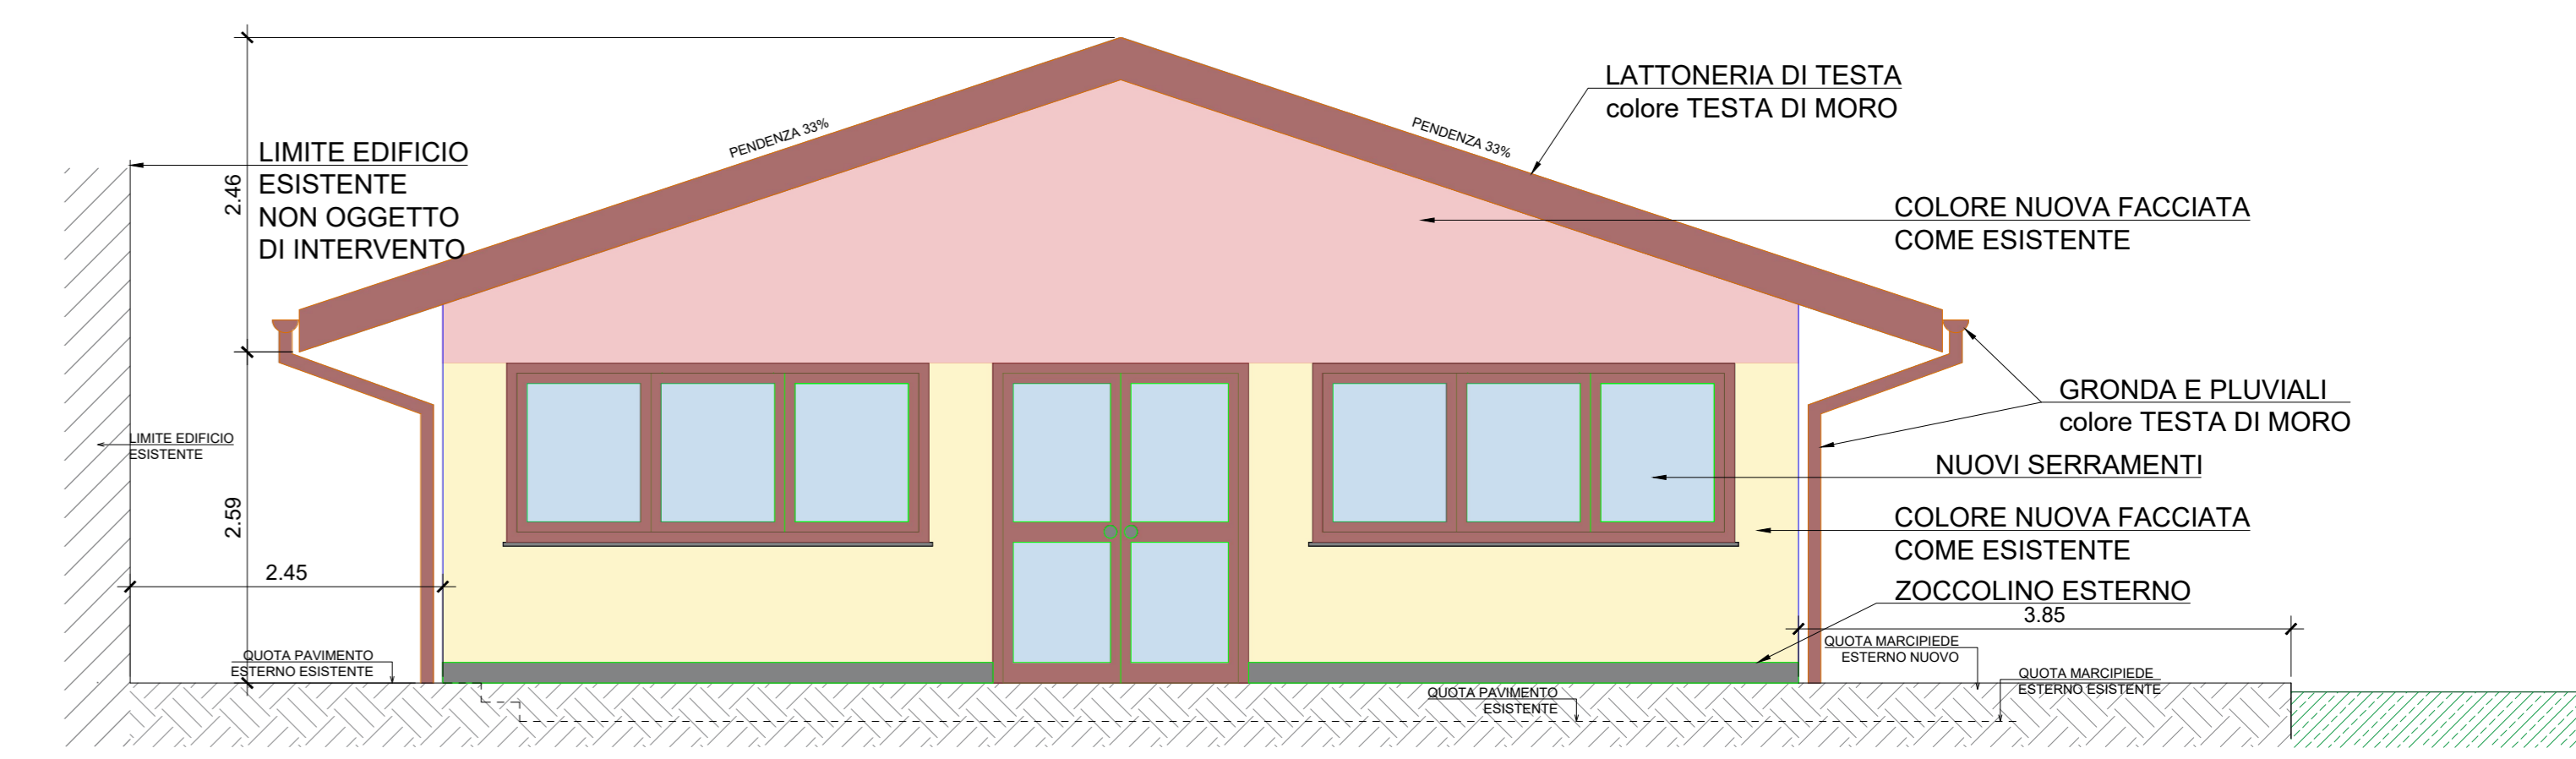 LATTONERIA DI TESTA
colore TESTA DI MORO
PENDENZA 33%
PENDENZA 33%
LIMITE EDIFICIO
ESISTENTE
NON OGGETTO
DI INTERVENTO
2.46
COLORE NUOVA FACCIATA
COME ESISTENTE
GRONDA E PLUVIALI
colore TESTA DI MORO
LIMITE EDIFICIO
ESISTENTE
NUOVI SERRAMENTI
2.59
COLORE NUOVA FACCIATA
COME ESISTENTE
2.45
ZOCCOLINO ESTERNO
3.85
QUOTA PAVIMENTO
ESTERNO ESISTENTE
QUOTA MARCIPIEDE
ESTERNO NUOVO
QUOTA MARCIPIEDE
ESTERNO ESISTENTE
QUOTA PAVIMENTO
ESISTENTE